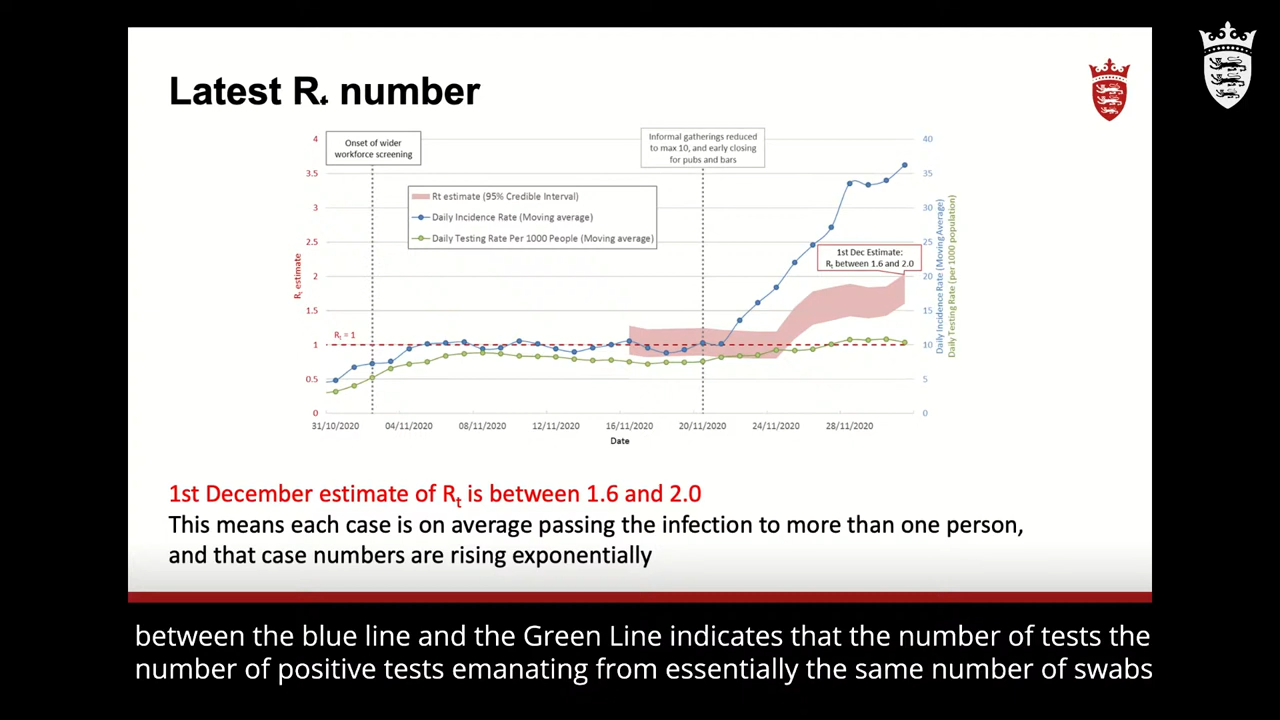 Latest R. number
Onset of wider
workforce screening
Informal gatherings reduced
to max 10, and early closing
for pubs and bars
Rt estimate (95% Credible Interval)
Daily Incidence Rate (Moving average)
Daily Testing Rate Per 1000 People (Moving average)
1st Dec Estimate:
Rt between 1.6 and 2.0
Rt = 1
4
3.5
3
2.5
2
1.5
1
0.5
0
Rt estimate
40
35
30
25
20
15
10
5
0
Daily Incidence Rate (Moving Average)
Daily Testing Rate (per 1000 population)
31/10/2020 04/11/2020 08/11/2020 12/11/2020 16/11/2020 20/11/2020 24/11/2020 28/11/2020
Date
1st December estimate of Rt is between 1.6 and 2.0
This means each case is on average passing the infection to more than one person,
and that case numbers are rising exponentially
between the blue line and the Green Line indicates that the number of tests the
number of positive tests emanating from essentially the same number of swabs